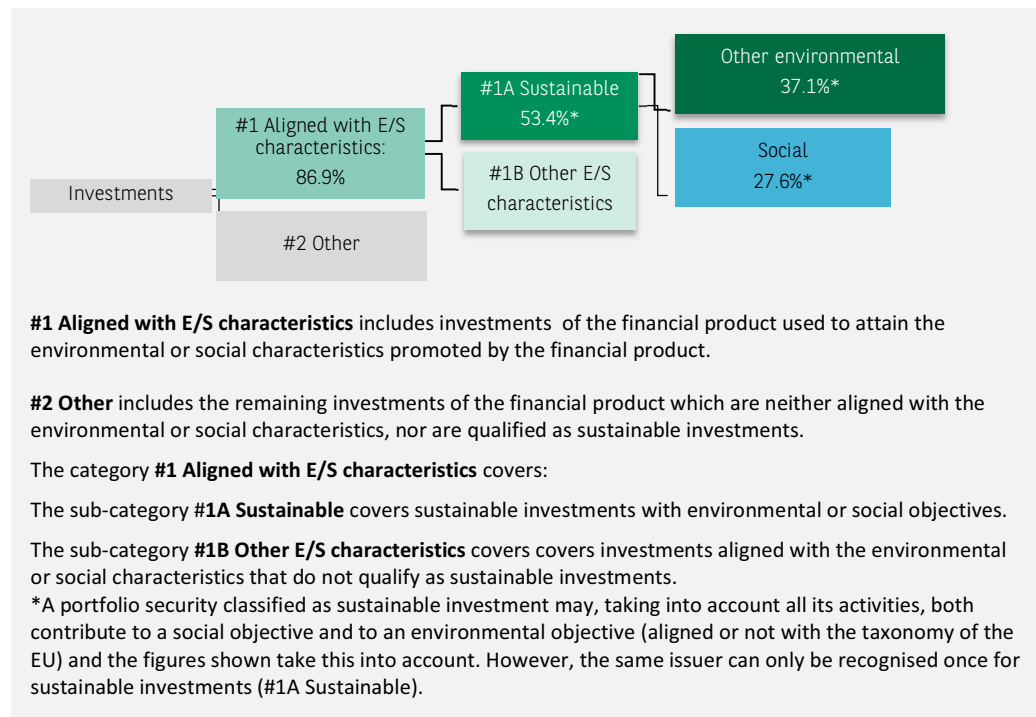 Investments
#1 Aligned with E/S
characteristics:
86.9%
#2 Other
#1A Sustainable
53.4%*
#1B Other E/S
characteristics
Other environmental
37.1%*
Social
27.6%*
#1 Aligned with E/S characteristics includes investments of the financial product used to attain the
environmental or social characteristics promoted by the financial product.
#2 Other includes the remaining investments of the financial product which are neither aligned with the
environmental or social characteristics, nor are qualified as sustainable investments.
The category #1 Aligned with E/S characteristics covers:
The sub-category #1A Sustainable covers sustainable investments with environmental or social objectives.
The sub-category #1B Other E/S characteristics covers covers investments aligned with the environmental
or social characteristics that do not qualify as sustainable investments.
*A portfolio security classified as sustainable investment may, taking into account all its activities, both
contribute to a social objective and to an environmental objective (aligned or not with the taxonomy of the
EU) and the figures shown take this into account. However, the same issuer can only be recognised once for
sustainable investments (#1A Sustainable).